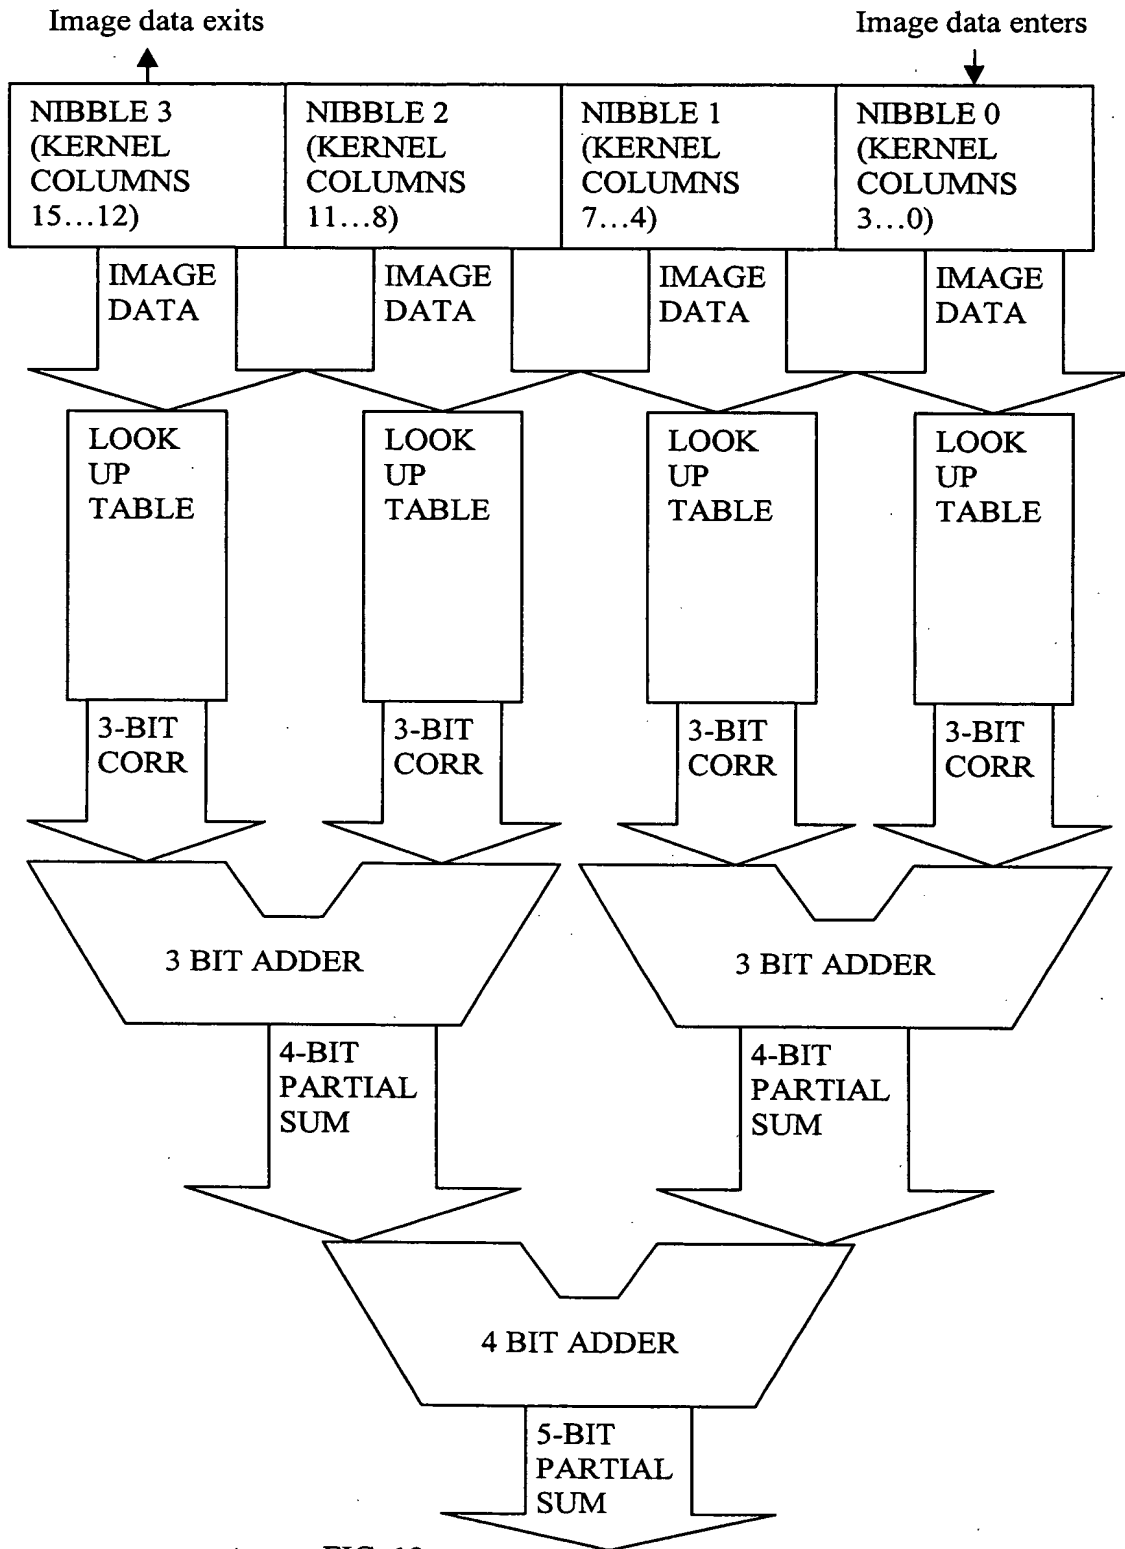 Image data exits
Image data enters
NIBBLE 3
(KERNEL
COLUMNS
15...12)
NIBBLE 2
(KERNEL
COLUMNS
11...8)
NIBBLE 1
(KERNEL
COLUMNS
7...4)
NIBBLE 0
(KERNEL
COLUMNS
3...0)
IMAGE
DATA
IMAGE
DATA
IMAGE
DATA
IMAGE
DATA
LOOK
UP
TABLE
LOOK
UP
TABLE
LOOK
UP
TABLE
LOOK
UP
TABLE
3-BIT
CORR
3-BIT
CORR
3-BIT
CORR
3-BIT
CORR
3 BIT ADDER
3 BIT ADDER
4-BIT
PARTIAL
SUM
4-BIT
PARTIAL
SUM
4 BIT ADDER
5-BIT
PARTIAL
SUM